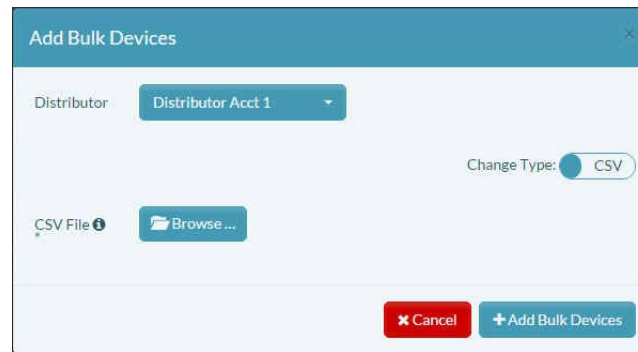 Add Bulk Devices
×
Distributor Distributor Acct 1
Change Type: CSV
CSV File Browse ...
*
Cancel Add Bulk Devices